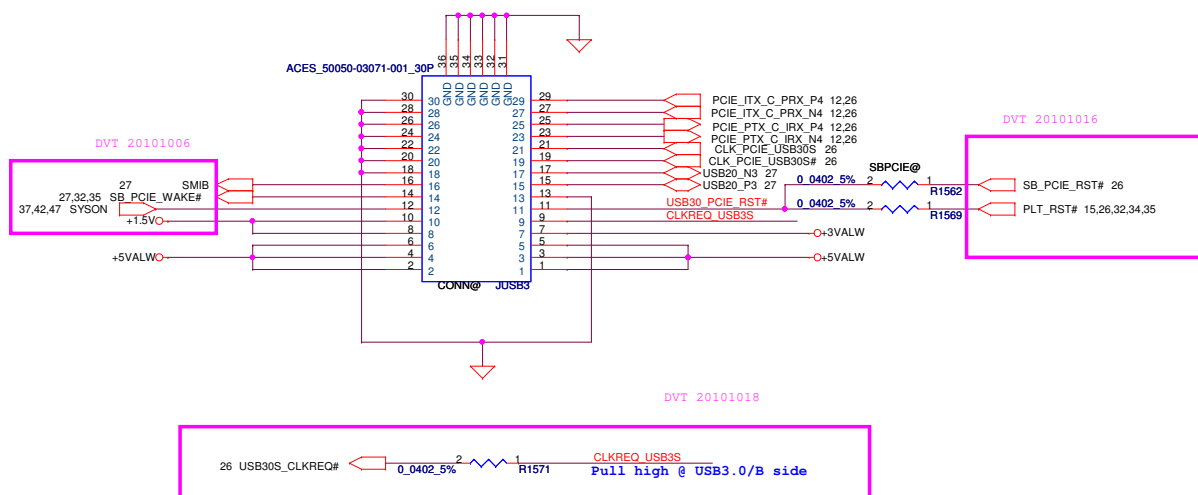 36 35 34 33 32 31
ACES_50050-03071-001_30P
GND GND GND GND GND GND
30 30 29 29 PCIE_ITX_C_PRX_P4 12,26
28 28 27 27 PCIE_ITX_C_PRX_N4 12,26
26 26 25 25 PCIE_PTX_C_IRX_P4 12,26
24 24 23 23 PCIE_PTX_C_IRX_N4 12,26
22 22 21 21 CLK_PCIE_USB30S 26
20 20 19 19 CLK_PCIE_USB30S# 26
18 18 17 17 USB20_N3 27
DVT 20101006
DVT 20101016
27 SMIB 16 16 15 15 USB20_P3 27
SBPCIE@
0_0402_5% 2 1 R1562 SB_PCIE_RST# 26
27,32,35 SB_PCIE_WAKE# 14 14 13 13
37,42,47 SYSON 12 12 11 11 USB30_PCIE_RST# 0_0402_5% 2 1 R1569 PLT_RST# 15,26,32,34,35
+1.5V 10 10 9 9 CLKREQ_USB3S
8 8 7 7 +3VALW
6 6 5 5
+5VALW 4 4 3 3 +5VALW
2 2 1 1
CONN@ JUSB3
DVT 20101018
26 USB30S_CLKREQ# 0_0402_5% 2 1 R1571 CLKREQ_USB3S
Pull high @ USB3.0/B side